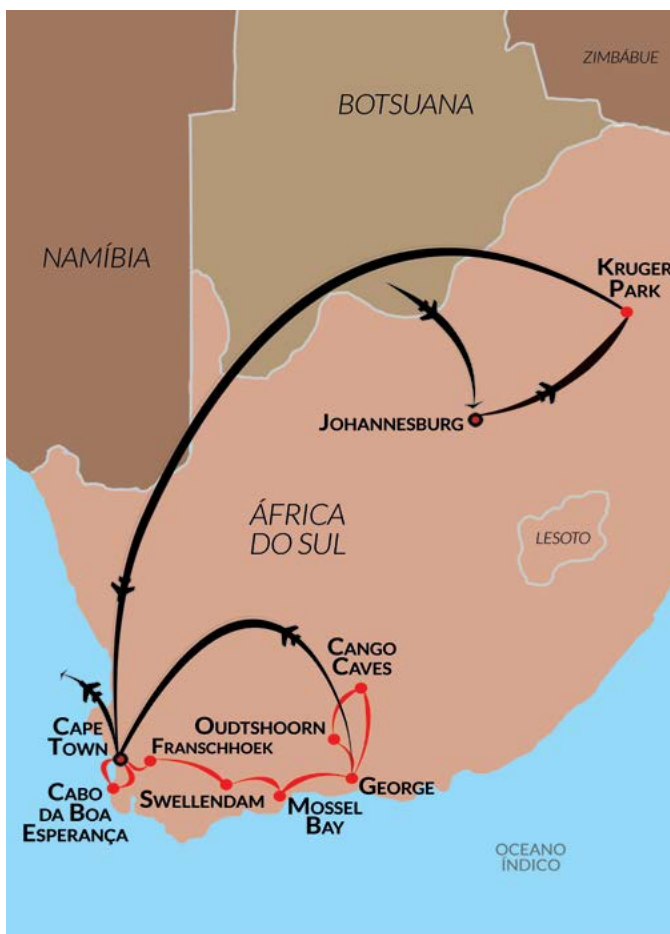 ZIMBÁBUE
BOTSUANA
NAMÍBIA
KRUGER
PARK
JOHANNESBURG
ÁFRICA
DO SUL
LESOTO
CANGO
CAVES
OUDTSHOORN
CAPE
TOWN
FRANSCHHOEK
GEORGE
CABO
DA BOA
ESPERANÇA
SWELLENDAM
MOSSEL
BAY
OCEANO
ÍNDICO